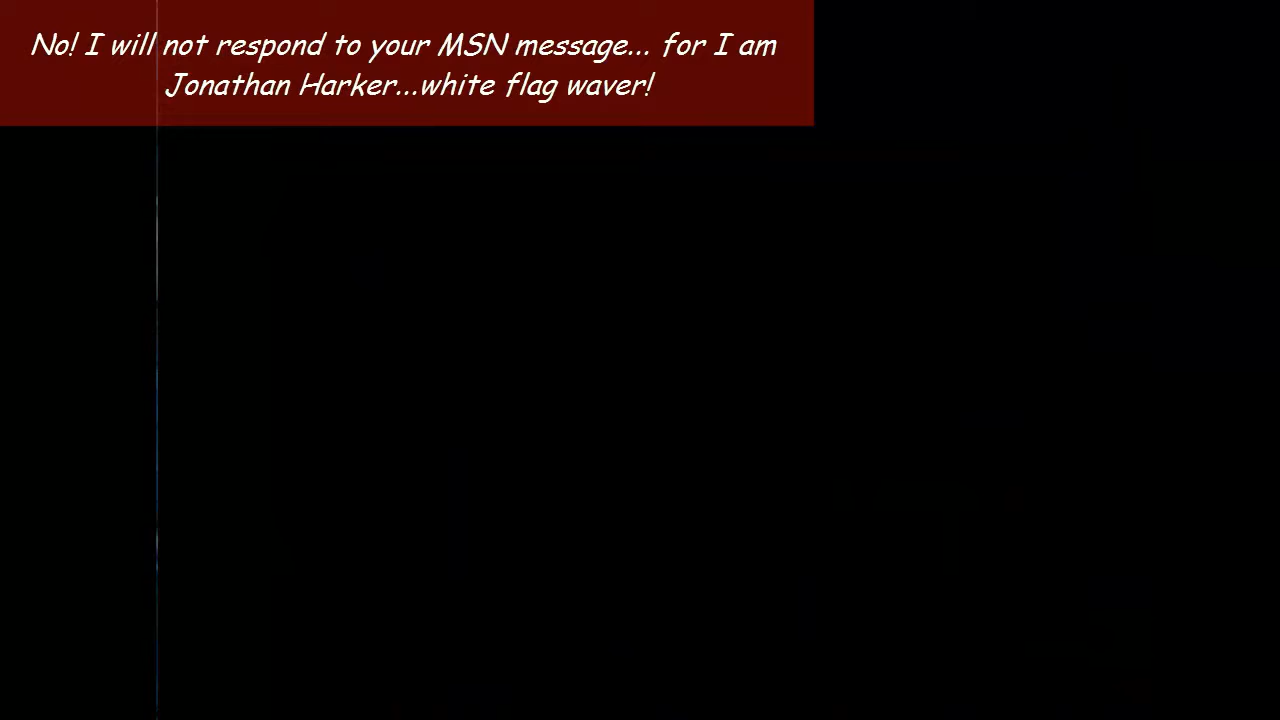 No! I will not respond to your MSN message... for I am
Jonathan Harker...white flag waver!